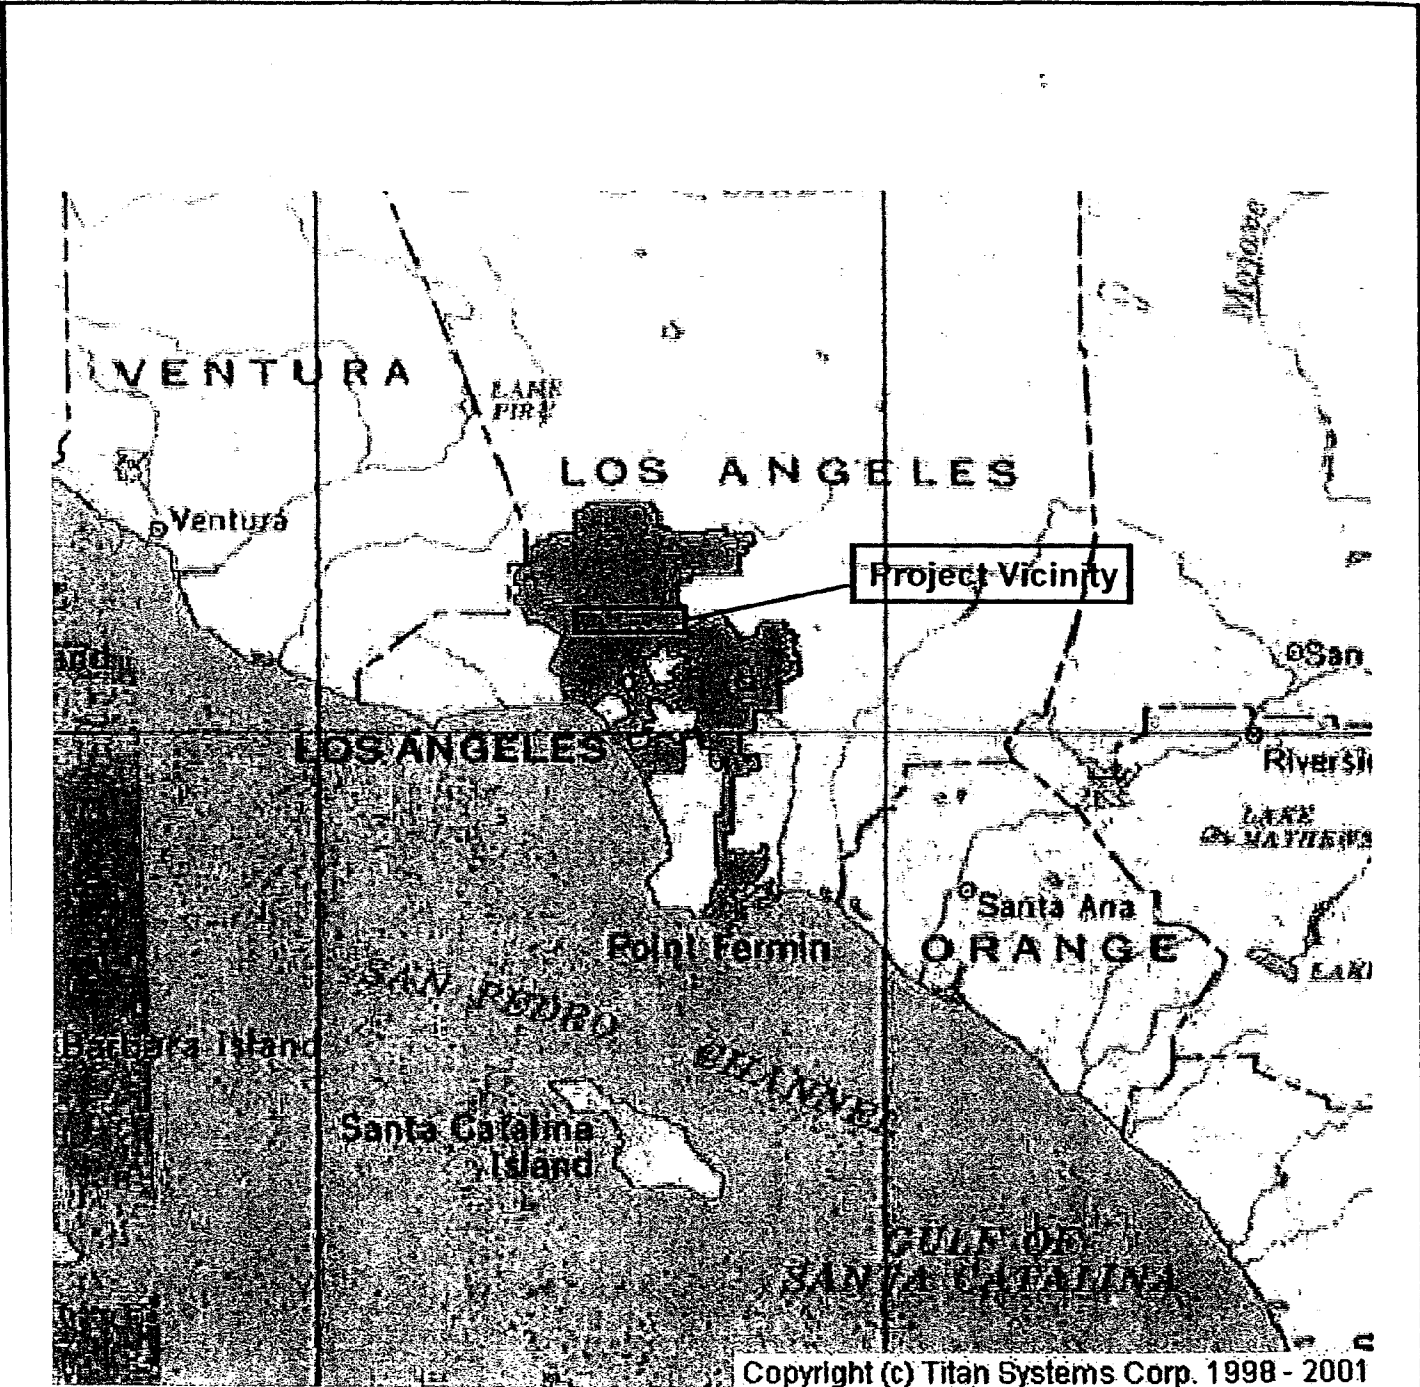 VENTURA
LAKE
PIRU
LOS ANGELES
Ventura
Project Vicinity
San
LOS ANGELES
Riversi
LAKE
MATHEWS
Santa Ana
Point Fermin
ORANGE
SAN PEDRO
CHANNEL
Barbara Island
Santa Catalina
Island
GULF OF
SANTA CATALINA
Copyright (c) Titan Systems Corp. 1998 - 2001